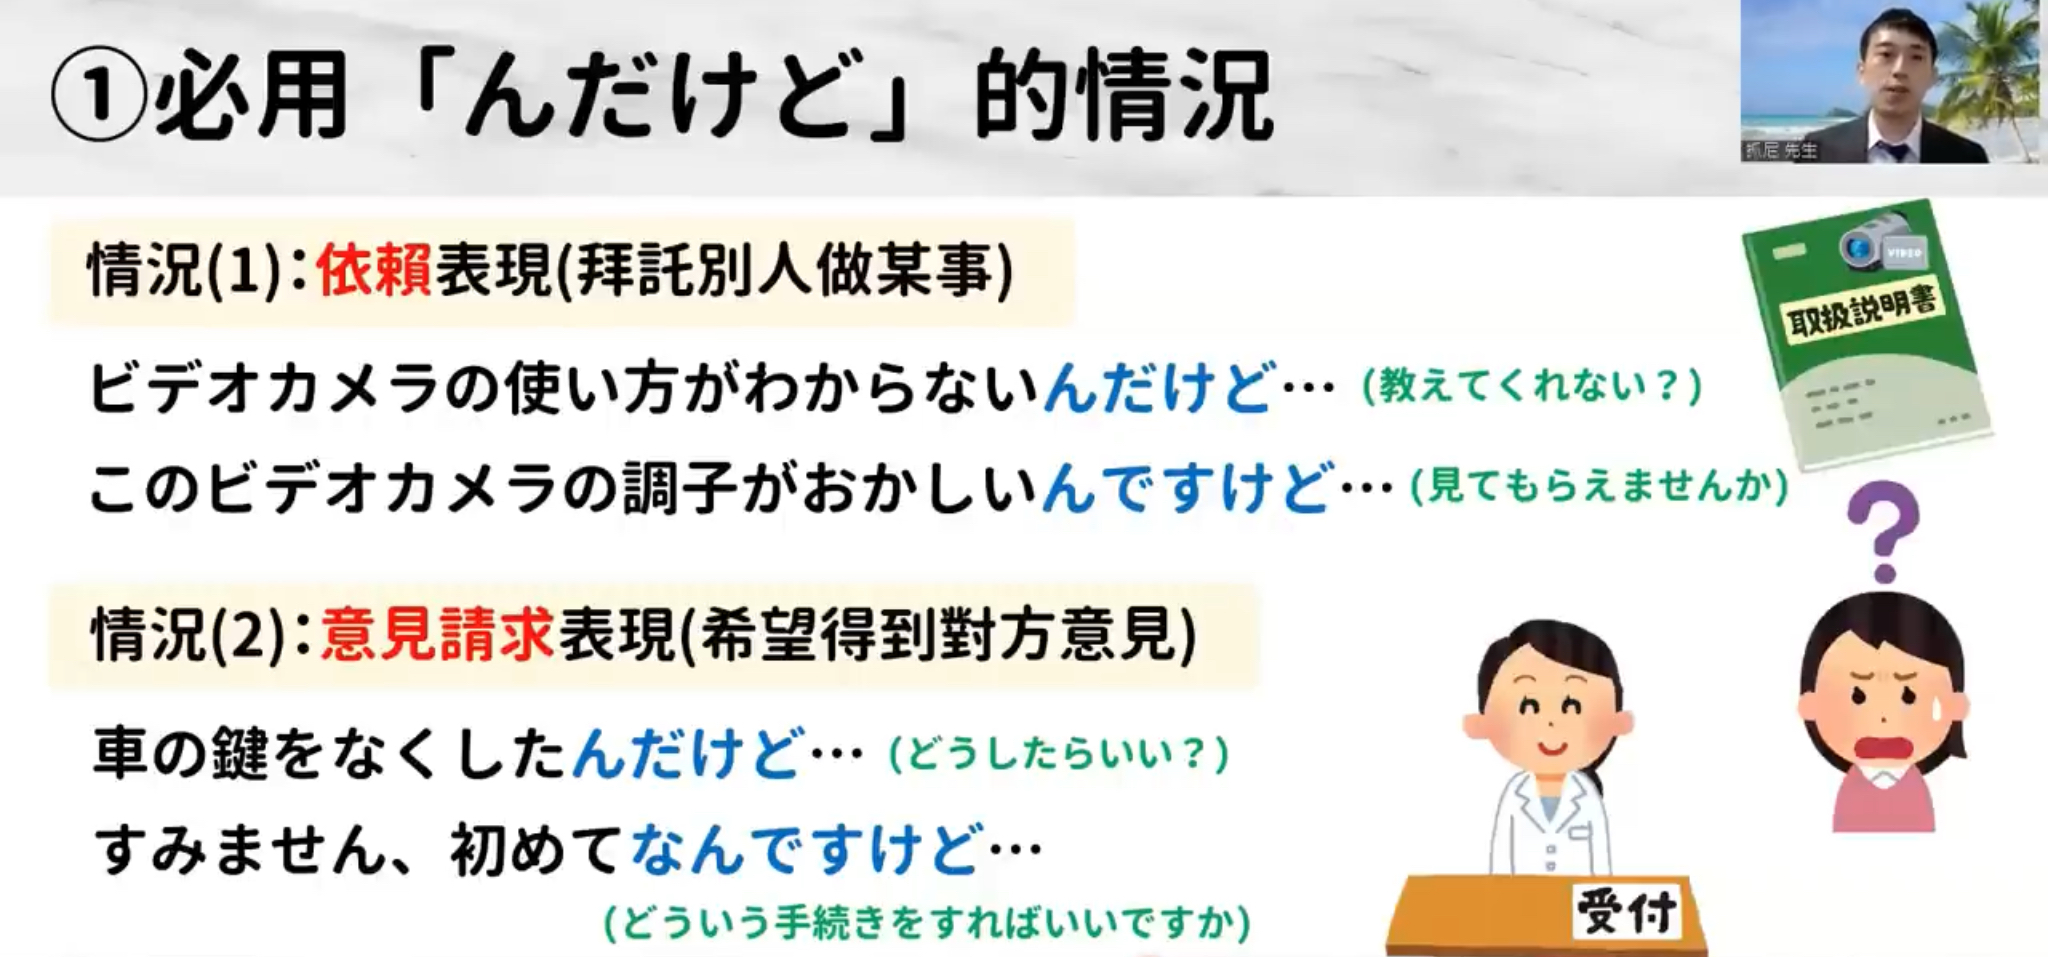 ①必用「んだけど」的情況
抓尼 先生
情況(1)：依賴表現(拜託別人做某事)
ビデオカメラの使い方がわからないんだけど… (教えてくれない？)
このビデオカメラの調子がおかしいんですけど… (見てもらえませんか)
VIDEO
取扱説明書
?
情況(2)：意見請求表現(希望得到對方意見)
車の鍵をなくしたんだけど… (どうしたらいい？)
すみません、初めてなんですけど…
(どういう手続きをすればいいですか)
受付